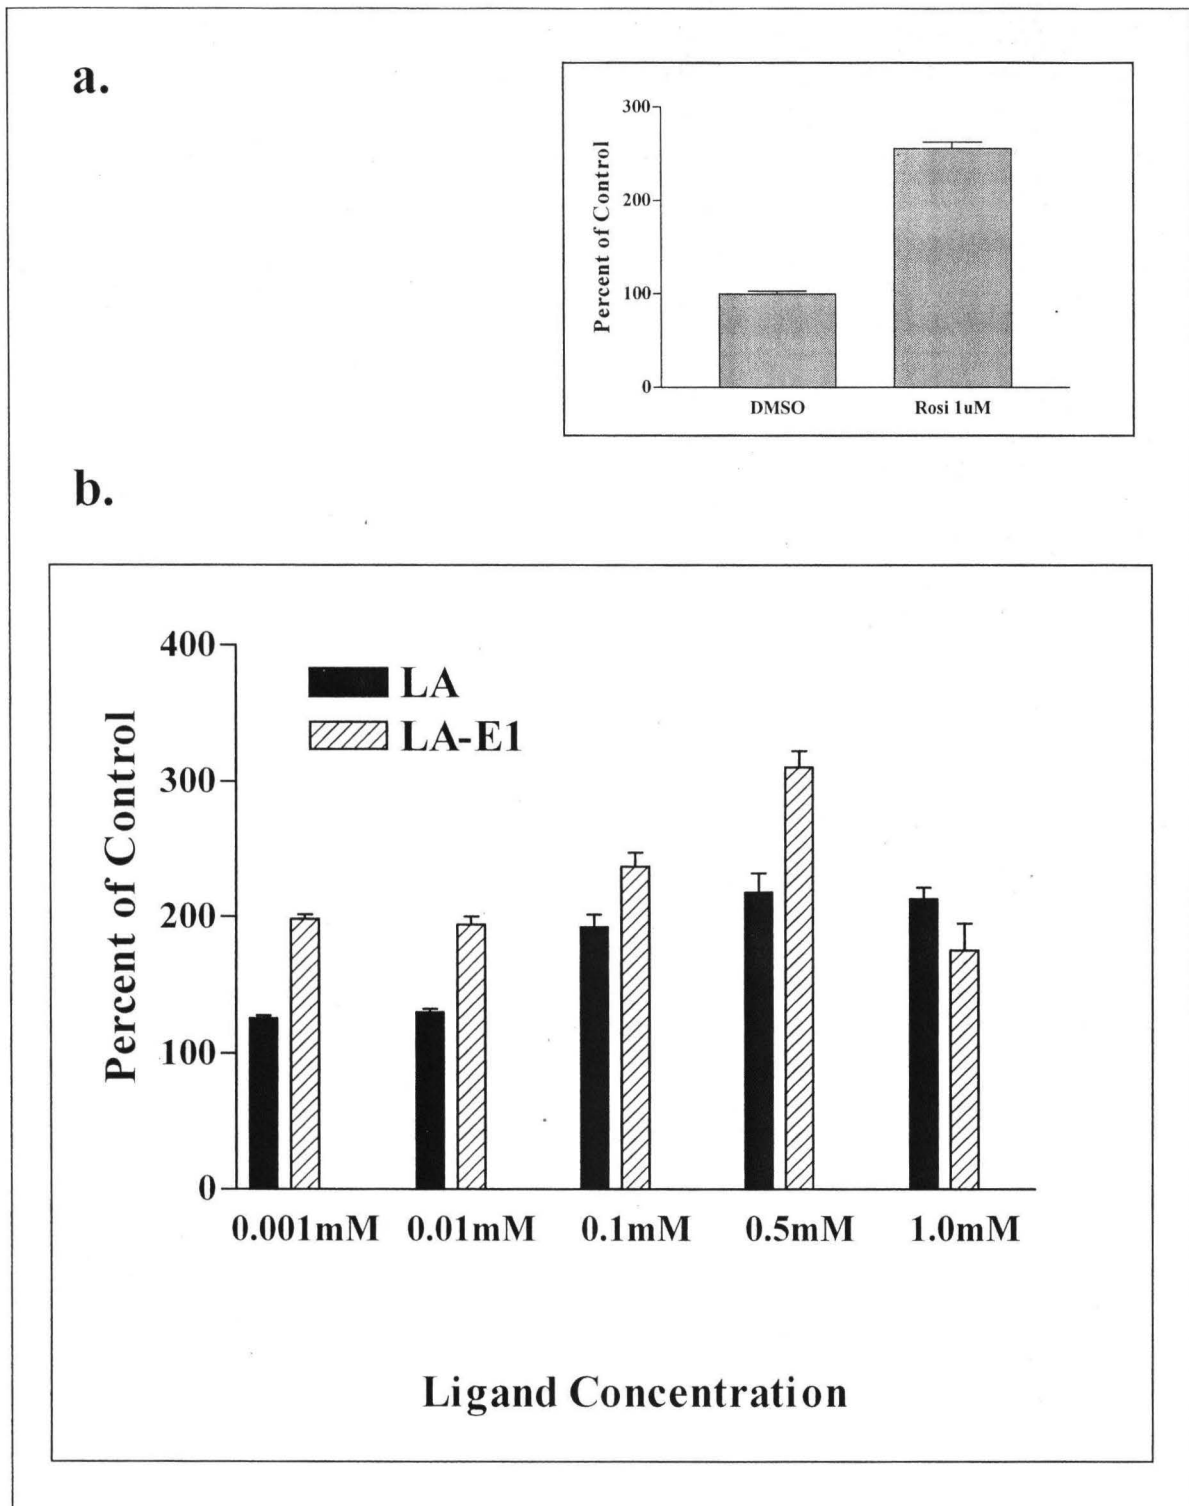 a.
300
200
100
0
Percent of Control
DMSO
Rosi 1uM
b.
400
300
200
100
0
Percent of Control
LA
LA-E1
0.001mM 0.01mM 0.1mM 0.5mM 1.0mM
Ligand Concentration